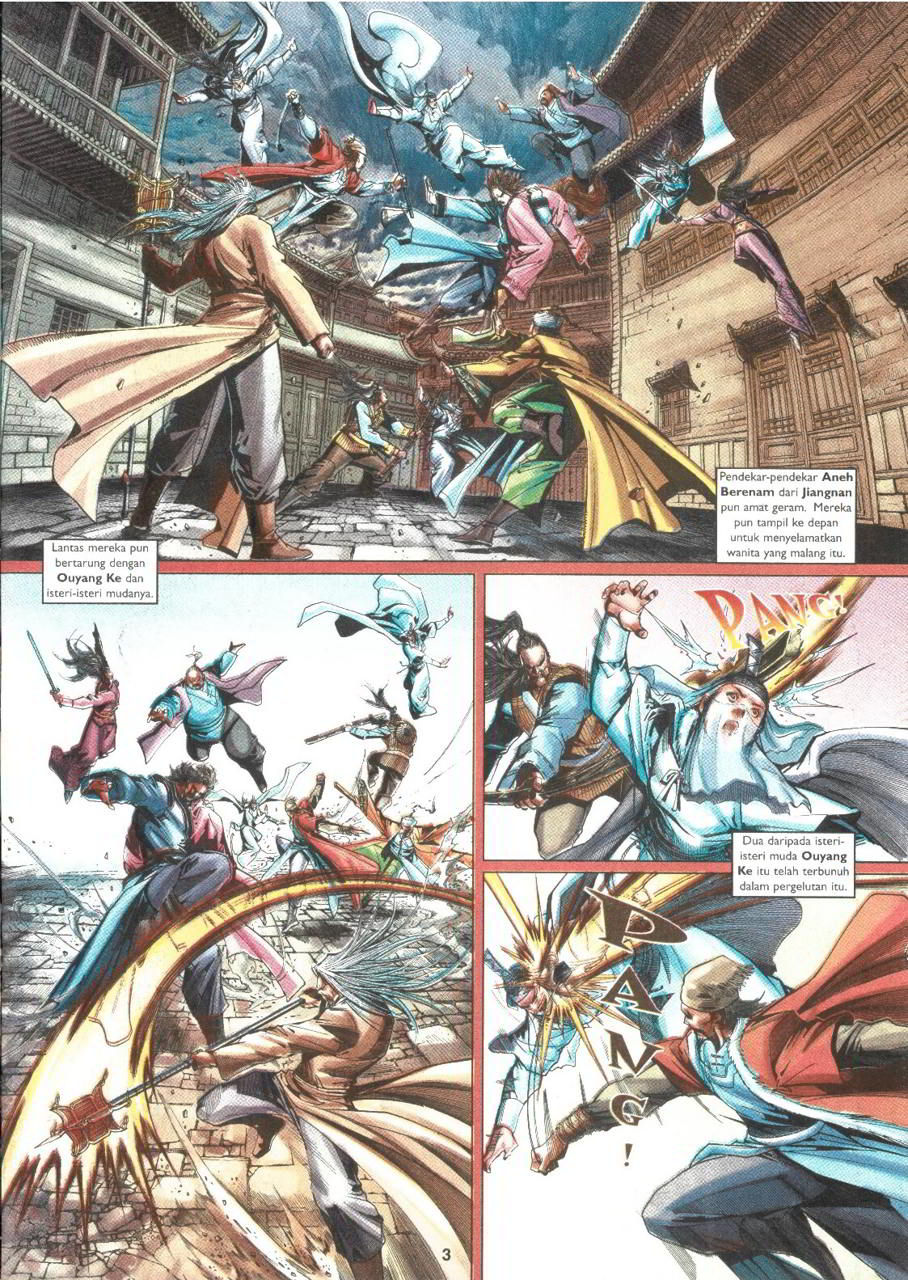 Pendekar-pendekar Aneh
Berenam dari Jiangnan
pun amat geram. Mereka
pun tampil ke depan
untuk menyelamatkan
wanita yang malang itu.
Lantas mereka pun
bertarung dengan
Ouyang Ke dan
isteri-isteri mudanya.
PANG!
Dua daripada isteri-
isteri muda Ouyang
Ke itu telah terbunuh
dalam pergelutan itu.
PANG!
3